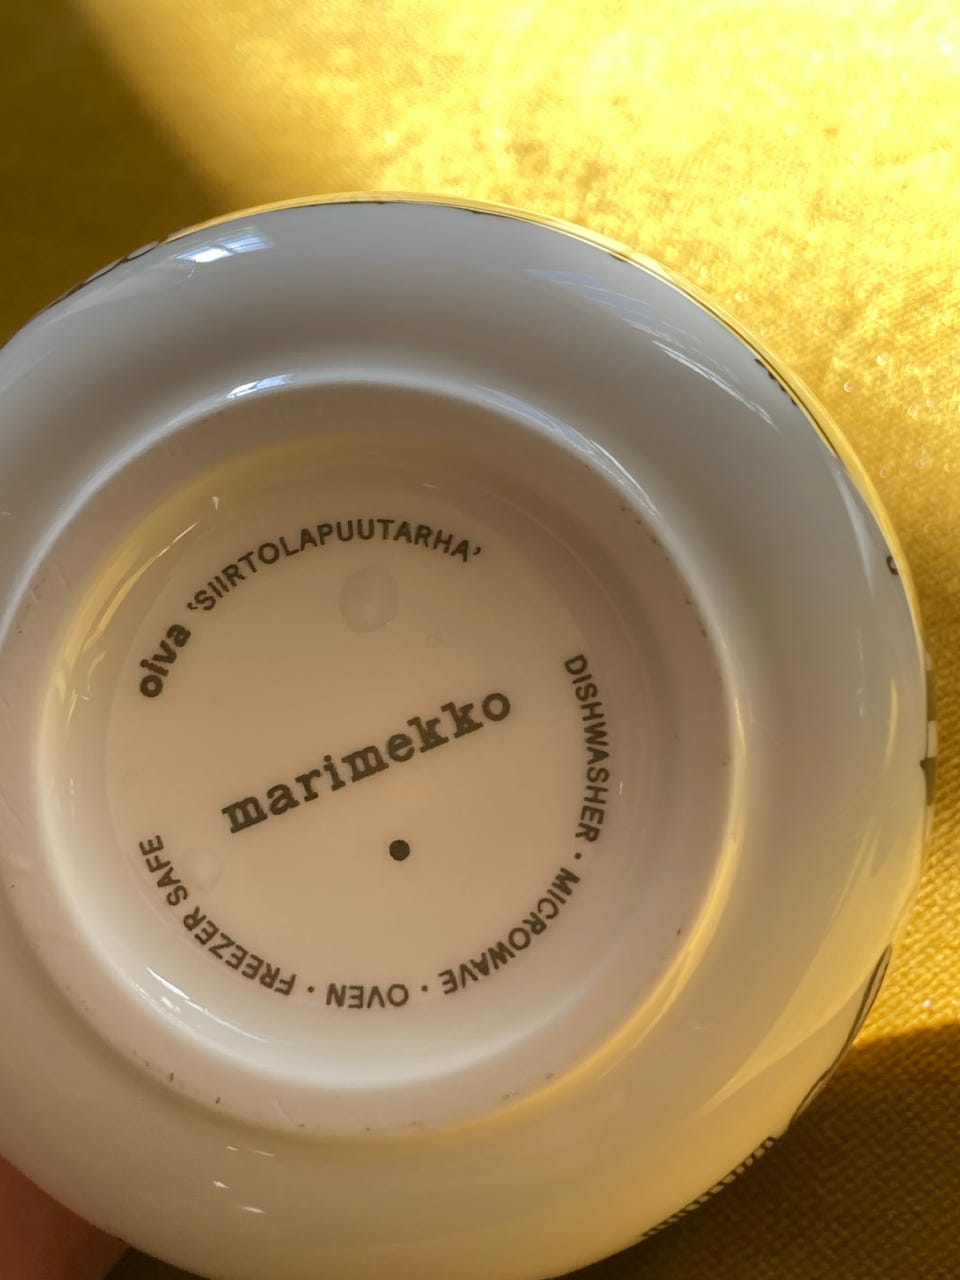 oiva ‘SIIRTOLAPUUTARHA’
marimekko
DISHWASHER · MICROWAVE · OVEN · FREEZER SAFE